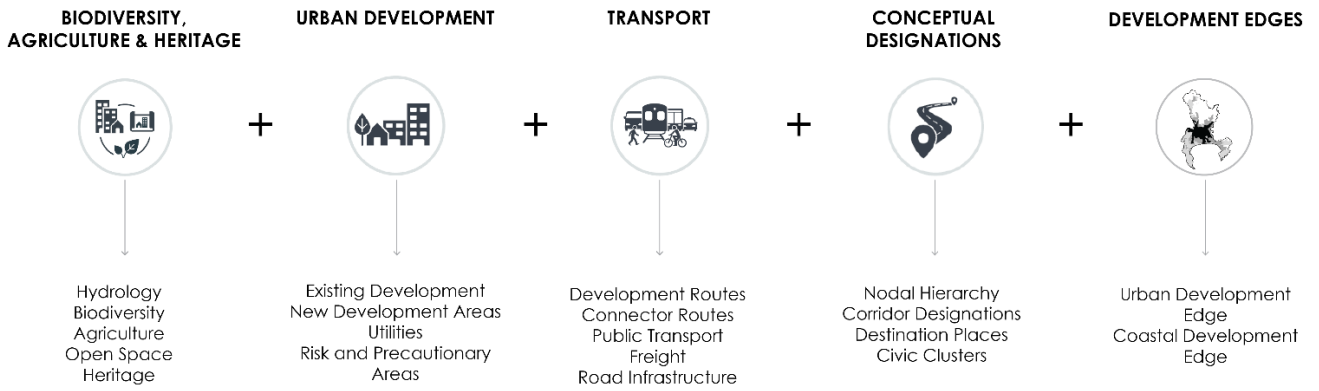 BIODIVERSITY,
AGRICULTURE & HERITAGE
URBAN DEVELOPMENT
TRANSPORT
CONCEPTUAL
DESIGNATIONS
DEVELOPMENT EDGES
+
+
+
+
Hydrology
Biodiversity
Agriculture
Open Space
Heritage
Existing Development
New Development Areas
Utilities
Risk and Precautionary
Areas
Development Routes
Connector Routes
Public Transport
Freight
Road Infrastructure
Nodal Hierarchy
Corridor Designations
Destination Places
Civic Clusters
Urban Development
Edge
Coastal Development
Edge